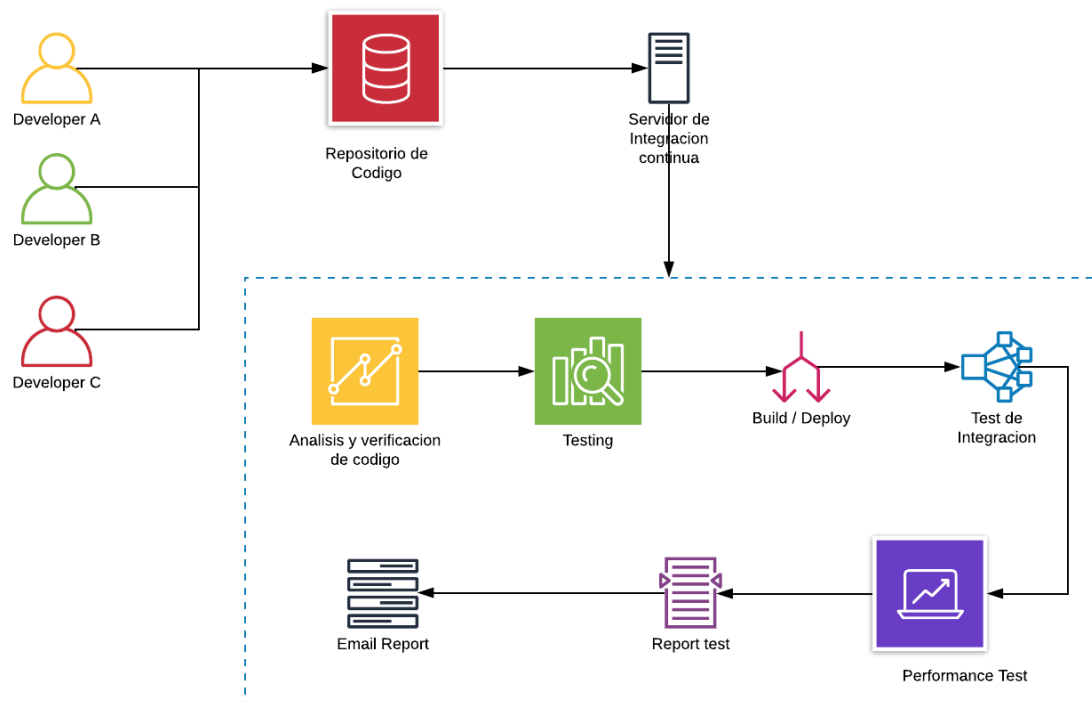 Developer A
Repositorio de
Codigo
Servidor de
Integracion
continua
Developer B
Developer C
Analisis y verificacion
de codigo
Testing
Build / Deploy
Test de
Integracion
Email Report
Report test
Performance Test